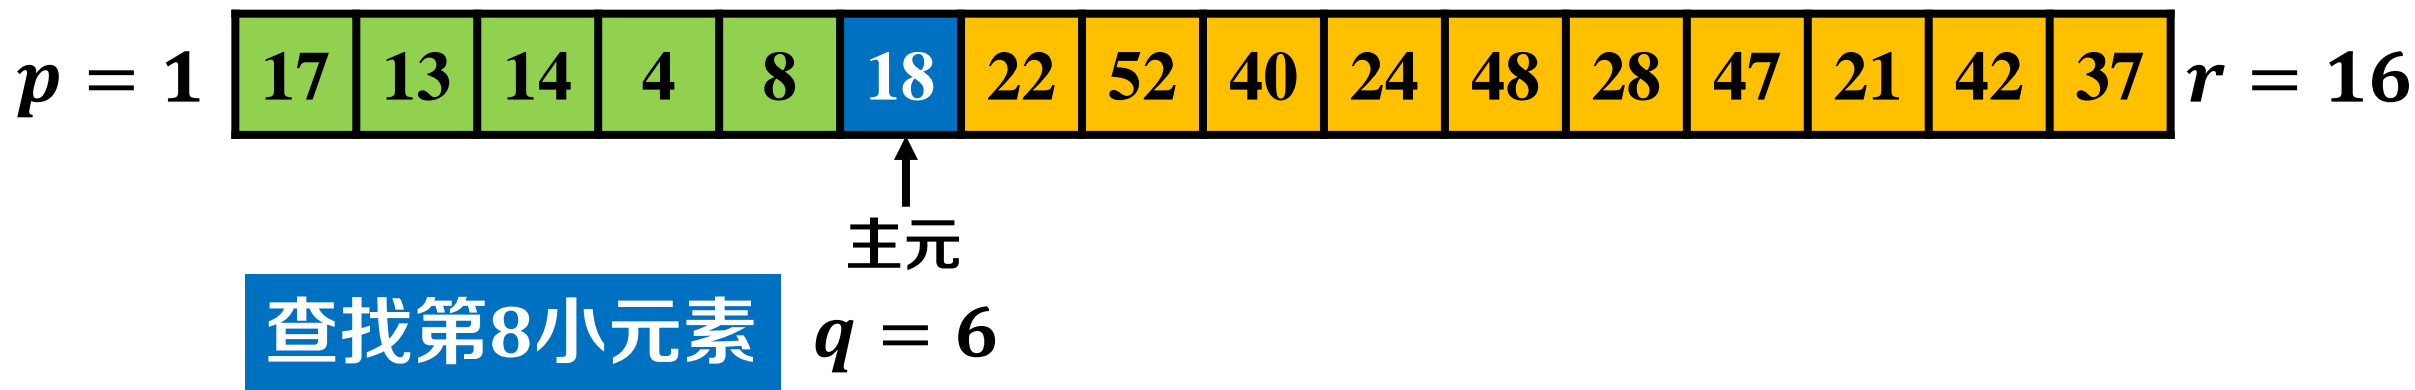 p = 1 17 13 14 4 8 18 22 52 40 24 48 28 47 21 42 37 r = 16
主元
查找第8小元素 q = 6